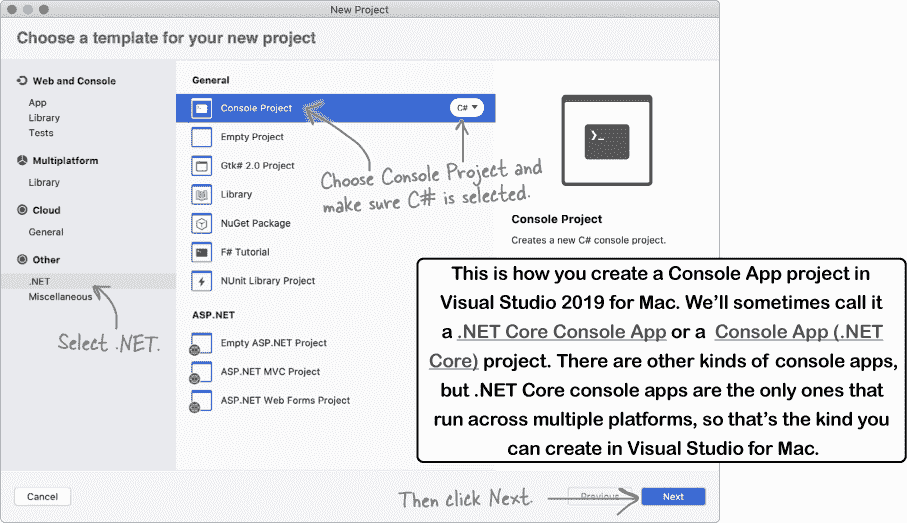 New Project
Choose a template for your new project
Web and Console
App
Library
Tests
Multiplatform
Library
Cloud
General
Other
.NET
Miscellaneous
Select .NET.
General
Console Project
C#
Empty Project
Gtk# 2.0 Project
Library
NuGet Package
F# Tutorial
NUnit Library Project
ASP.NET
Empty ASP.NET Project
ASP.NET MVC Project
ASP.NET Web Forms Project
Choose Console Project and
make sure C# is selected.
Console Project
Creates a new C# console project.
This is how you create a Console App project in
Visual Studio 2019 for Mac. We’ll sometimes call it
a .NET Core Console App or a Console App (.NET
Core) project. There are other kinds of console apps,
but .NET Core console apps are the only ones that
run across multiple platforms, so that’s the kind you
can create in Visual Studio for Mac.
Cancel
Then click Next.
Previous
Next